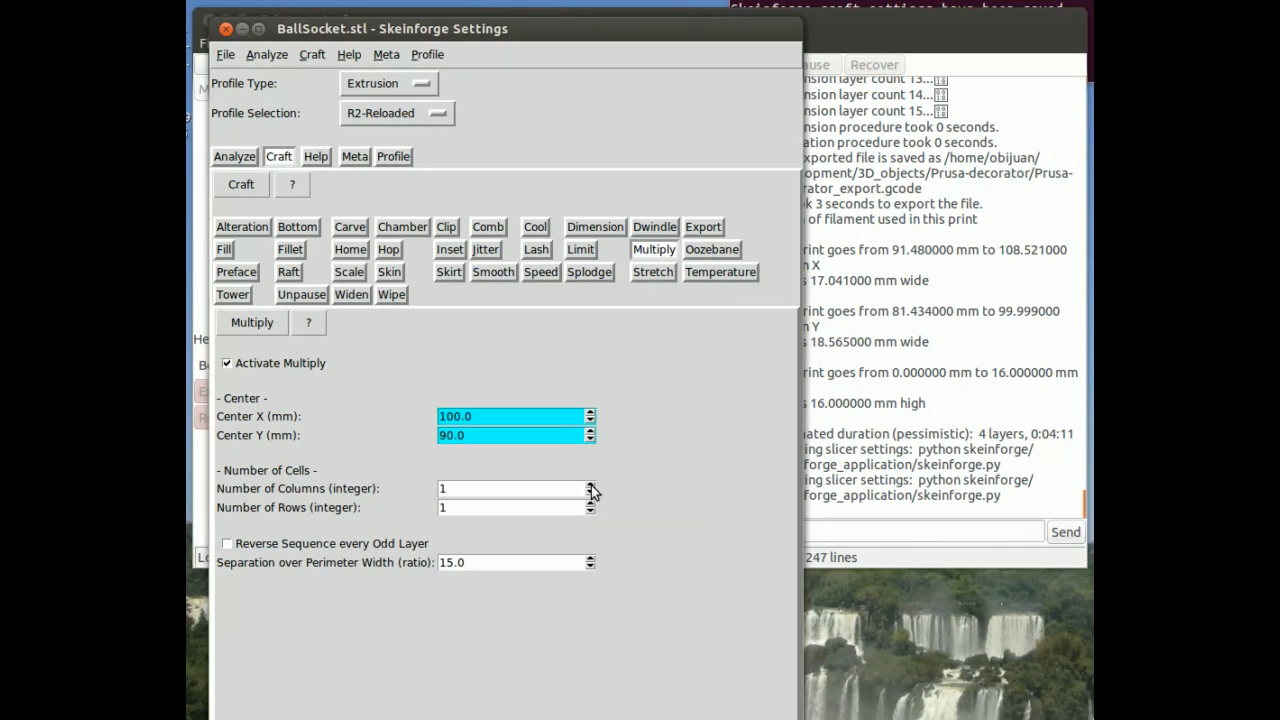 Skeinforge craft settings have been saved
BallSocket.stl - Skeinforge Settings
File Analyze Craft Help Meta Profile
Profile Type: Extrusion
Profile Selection: R2-Reloaded
Analyze Craft Help Meta Profile
Craft ?
Alteration Bottom Carve Chamber Clip Comb Cool Dimension Dwindle Export
Fill Fillet Home Hop Inset Jitter Lash Limit Multiply Oozebane
Preface Raft Scale Skin Skirt Smooth Speed Splodge Stretch Temperature
Tower Unpause Widen Wipe
Multiply ?
Activate Multiply
- Center -
Center X (mm): 100.0
Center Y (mm): 90.0
- Number of Cells -
Number of Columns (integer): 1
Number of Rows (integer): 1
Reverse Sequence every Odd Layer
Separation over Perimeter Width (ratio): 15.0
ause Recover
nsion layer count 13...
nsion layer count 14...
nsion layer count 15...
nsion procedure took 0 seconds.
ation procedure took 0 seconds.
xported file is saved as /home/obijuan/
opment/3D_objects/Prusa-decorator/Prusa-
rator_export.gcode
ok 3 seconds to export the file.
n of filament used in this print
rint goes from 91.480000 mm to 108.521000
n X
s 17.041000 mm wide
rint goes from 81.434000 mm to 99.999000
n Y
s 18.565000 mm wide
rint goes from 0.000000 mm to 16.000000 mm
s 16.000000 mm high
ated duration (pessimistic): 4 layers, 0:04:11
ing slicer settings: python skeinforge/
forge_application/skeinforge.py
ing slicer settings: python skeinforge/
forge_application/skeinforge.py
Send
247 lines